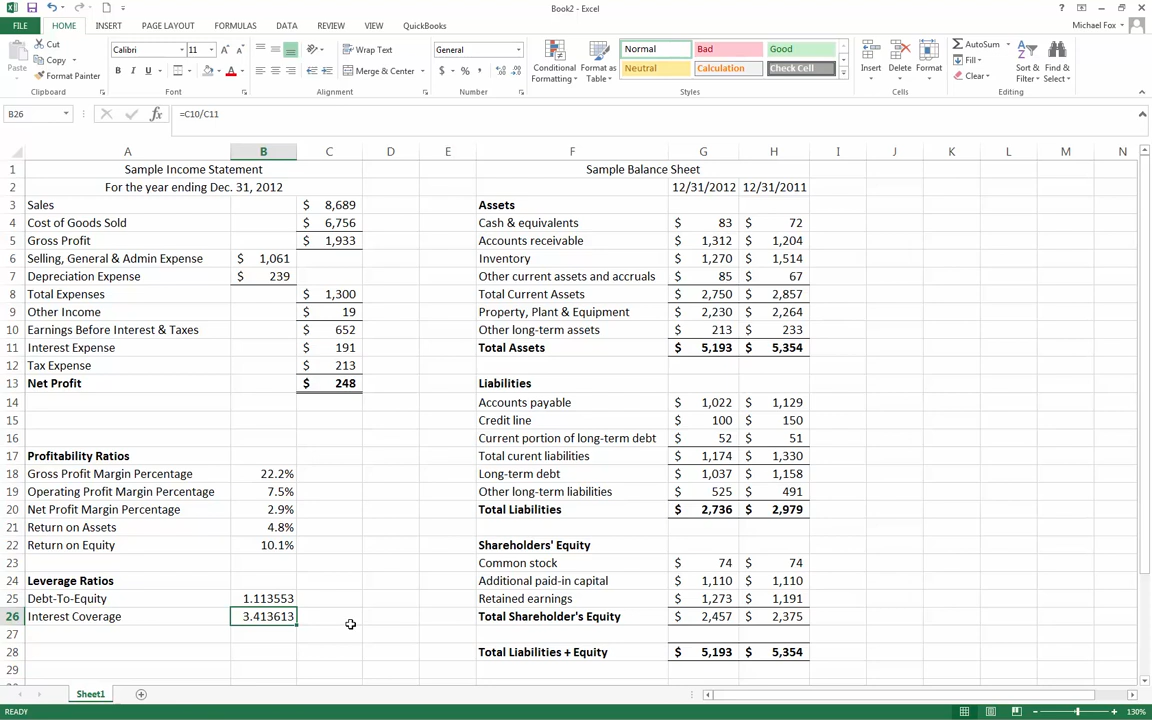 Book2 - Excel
FILE HOME INSERT PAGE LAYOUT FORMULAS DATA REVIEW VIEW QuickBooks Michael Fox
Cut
Copy
Format Painter
Paste
Clipboard
Calibri 11
B I U
Font
Wrap Text
Merge & Center
Alignment
General
$ % ,
Number
Conditional Formatting
Format as Table
Normal Bad Good
Neutral Calculation Check Cell
Styles
Insert Delete Format
Cells
AutoSum
Fill
Clear
Sort & Filter
Find & Select
Editing
B26 fx =C10/C11
A B C D E F G H I J K L M N
1 Sample Income Statement Sample Balance Sheet
2 For the year ending Dec. 31, 2012 12/31/2012 12/31/2011
3 Sales $ 8,689 Assets
4 Cost of Goods Sold $ 6,756 Cash & equivalents $ 83 $ 72
5 Gross Profit $ 1,933 Accounts receivable $ 1,312 $ 1,204
6 Selling, General & Admin Expense $ 1,061 Inventory $ 1,270 $ 1,514
7 Depreciation Expense $ 239 Other current assets and accruals $ 85 $ 67
8 Total Expenses $ 1,300 Total Current Assets $ 2,750 $ 2,857
9 Other Income $ 19 Property, Plant & Equipment $ 2,230 $ 2,264
10 Earnings Before Interest & Taxes $ 652 Other long-term assets $ 213 $ 233
11 Interest Expense $ 191 Total Assets $ 5,193 $ 5,354
12 Tax Expense $ 213
13 Net Profit $ 248 Liabilities
14 Accounts payable $ 1,022 $ 1,129
15 Credit line $ 100 $ 150
16 Current portion of long-term debt $ 52 $ 51
17 Profitability Ratios Total curent liabilities $ 1,174 $ 1,330
18 Gross Profit Margin Percentage 22.2% Long-term debt $ 1,037 $ 1,158
19 Operating Profit Margin Percentage 7.5% Other long-term liabilities $ 525 $ 491
20 Net Profit Margin Percentage 2.9% Total Liabilities $ 2,736 $ 2,979
21 Return on Assets 4.8%
22 Return on Equity 10.1% Shareholders' Equity
23 Common stock $ 74 $ 74
24 Leverage Ratios Additional paid-in capital $ 1,110 $ 1,110
25 Debt-To-Equity 1.113553 Retained earnings $ 1,273 $ 1,191
26 Interest Coverage 3.413613 Total Shareholder's Equity $ 2,457 $ 2,375
27
28 Total Liabilities + Equity $ 5,193 $ 5,354
29
Sheet1
READY 130%